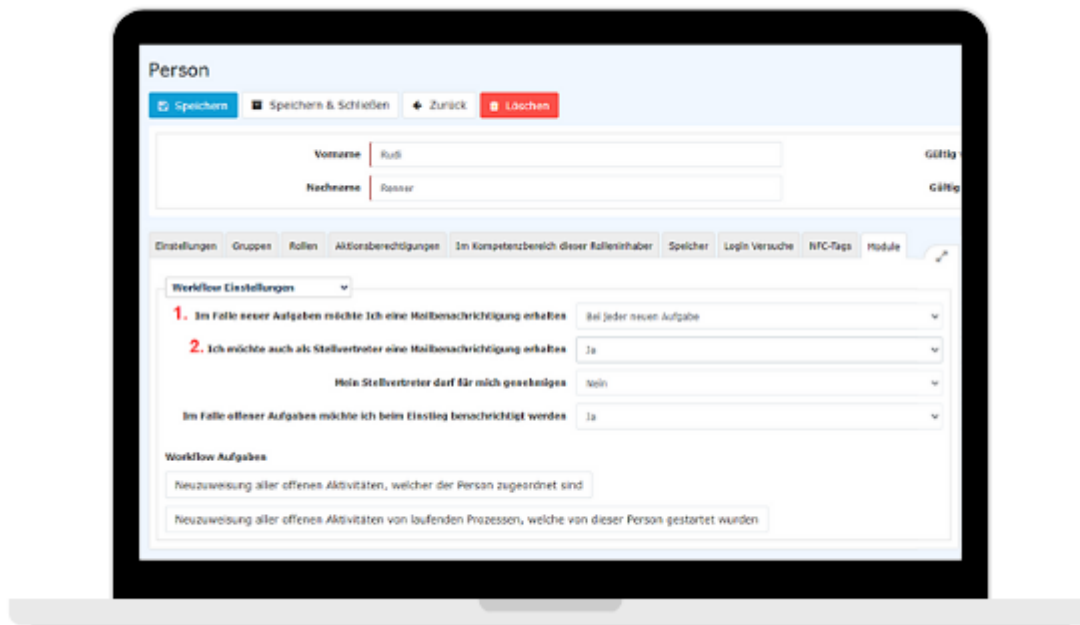 Person
Speichern Speichern & Schließen Zurück Löschen
Vorname Rudi Gültig
Nachname Renner Gültig
Einstellungen Gruppen Rollen Aktionsberechtigungen Im Kompetenzbereich dieser Rolleninhaber Speicher Login Versuche NFC-Tags Module
Workflow Einstellungen
1. Im Falle neuer Aufgaben möchte Ich eine Mailbenachrichtigung erhalten Bei jeder neuen Aufgabe
2. Ich möchte auch als Stellvertreter eine Mailbenachrichtigung erhalten Ja
Mein Stellvertreter darf für mich genehmigen Nein
Im Falle offener Aufgaben möchte ich beim Einstieg benachrichtigt werden Ja
Workflow Aufgaben
Neuzuweisung aller offenen Aktivitäten, welcher der Person zugeordnet sind
Neuzuweisung aller offenen Aktivitäten von laufenden Prozessen, welche von dieser Person gestartet wurden